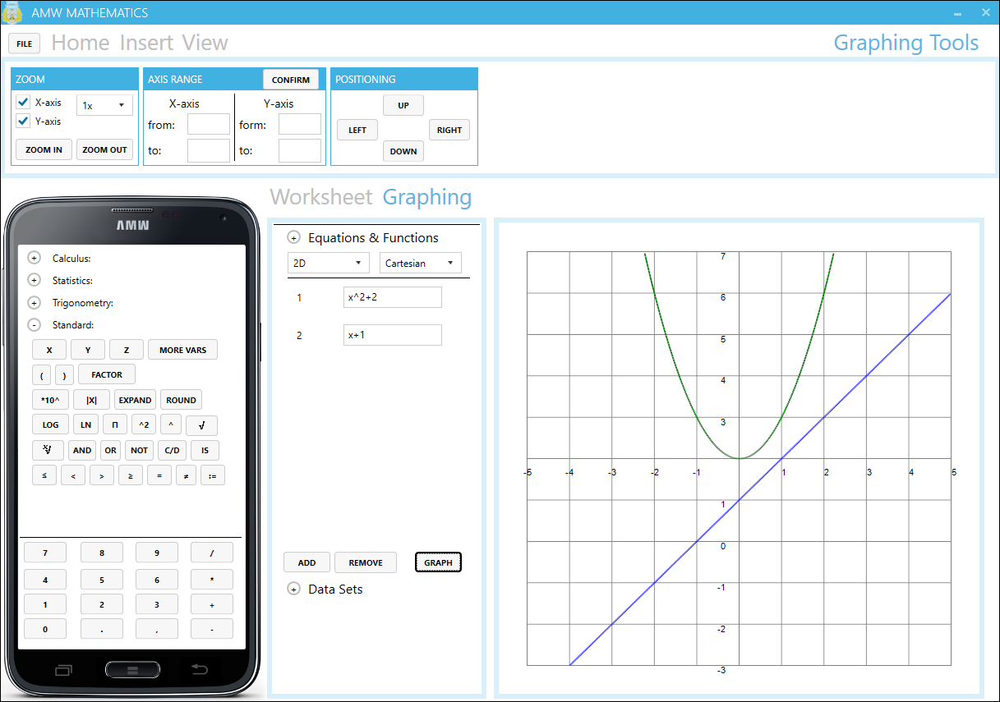 AMW MATHEMATICS
FILE Home Insert View Graphing Tools
ZOOM
X-axis 1x
Y-axis
ZOOM IN ZOOM OUT
AXIS RANGE CONFIRM
X-axis Y-axis
from: form:
to: to:
POSITIONING
UP
LEFT RIGHT
DOWN
AMW
+ Calculus:
+ Statistics:
+ Trigonometry:
- Standard:
X Y Z MORE VARS
( ) FACTOR
*10^ |X| EXPAND ROUND
LOG LN Π ^2 ^ √
ˣ√ AND OR NOT C/D IS
≤ < > ≥ = ≠ :=
7 8 9 /
4 5 6 *
1 2 3 +
0 . , -
=
Worksheet Graphing
+ Equations & Functions
2D Cartesian
1 x^2+2
2 x+1
ADD REMOVE GRAPH
+ Data Sets
7
6
5
4
3
-5 -4 -3 -2 -1 1 2 3 4 5
1
0
-1
-2
-3